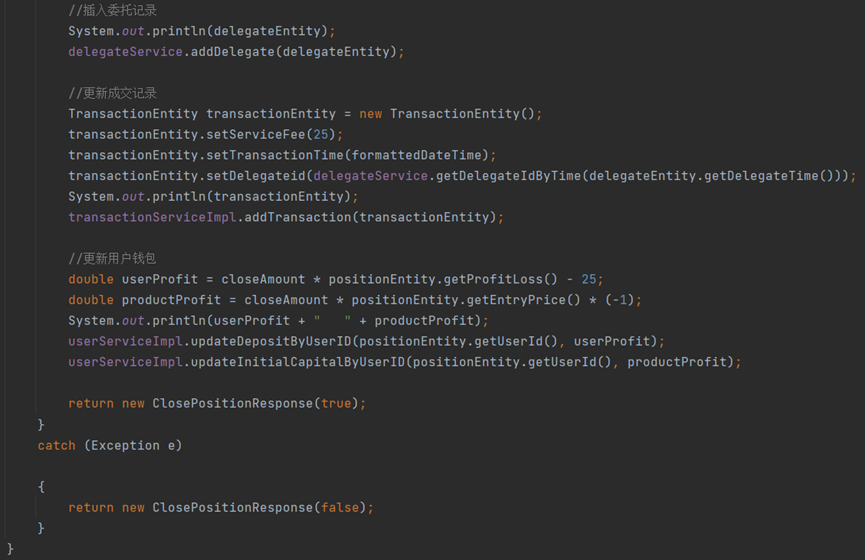 //插入委托记录
System.out.println(delegateEntity);
delegateService.addDelegate(delegateEntity);
//更新成交记录
TransactionEntity transactionEntity = new TransactionEntity();
transactionEntity.setServiceFee(25);
transactionEntity.setTransactionTime(formattedDateTime);
transactionEntity.setDelegateid(delegateService.getDelegateIdByTime(delegateEntity.getDelegateTime()));
System.out.println(transactionEntity);
transactionServiceImpl.addTransaction(transactionEntity);
//更新用户钱包
double userProfit = closeAmount * positionEntity.getProfitLoss() - 25;
double productProfit = closeAmount * positionEntity.getEntryPrice() * (-1);
System.out.println(userProfit + "   " + productProfit);
userServiceImpl.updateDepositByUserID(positionEntity.getUserId(), userProfit);
userServiceImpl.updateInitialCapitalByUserID(positionEntity.getUserId(), productProfit);
return new ClosePositionResponse(true);
}
catch (Exception e)
{
return new ClosePositionResponse(false);
}
}